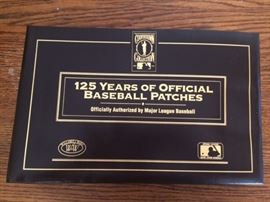 125 YEARS OF OFFICIAL
BASEBALL PATCHES
Officially Authorized by Major League Baseball